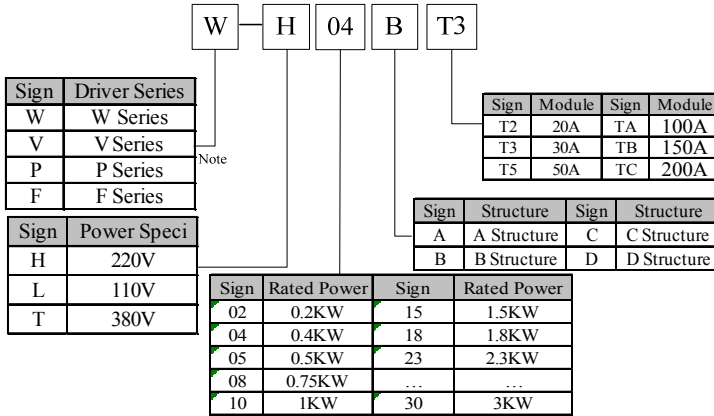 W H 04 B T3
Sign Driver Series
W W Series
V V Series
P P Series
F F Series
Note
Sign Module Sign Module
T2 20A TA 100A
T3 30A TB 150A
T5 50A TC 200A
Sign Structure Sign Structure
A A Structure C C Structure
B B Structure D D Structure
Sign Power Speci
H 220V
L 110V
T 380V
Sign Rated Power Sign Rated Power
02 0.2KW 15 1.5KW
04 0.4KW 18 1.8KW
05 0.5KW 23 2.3KW
08 0.75KW … …
10 1KW 30 3KW